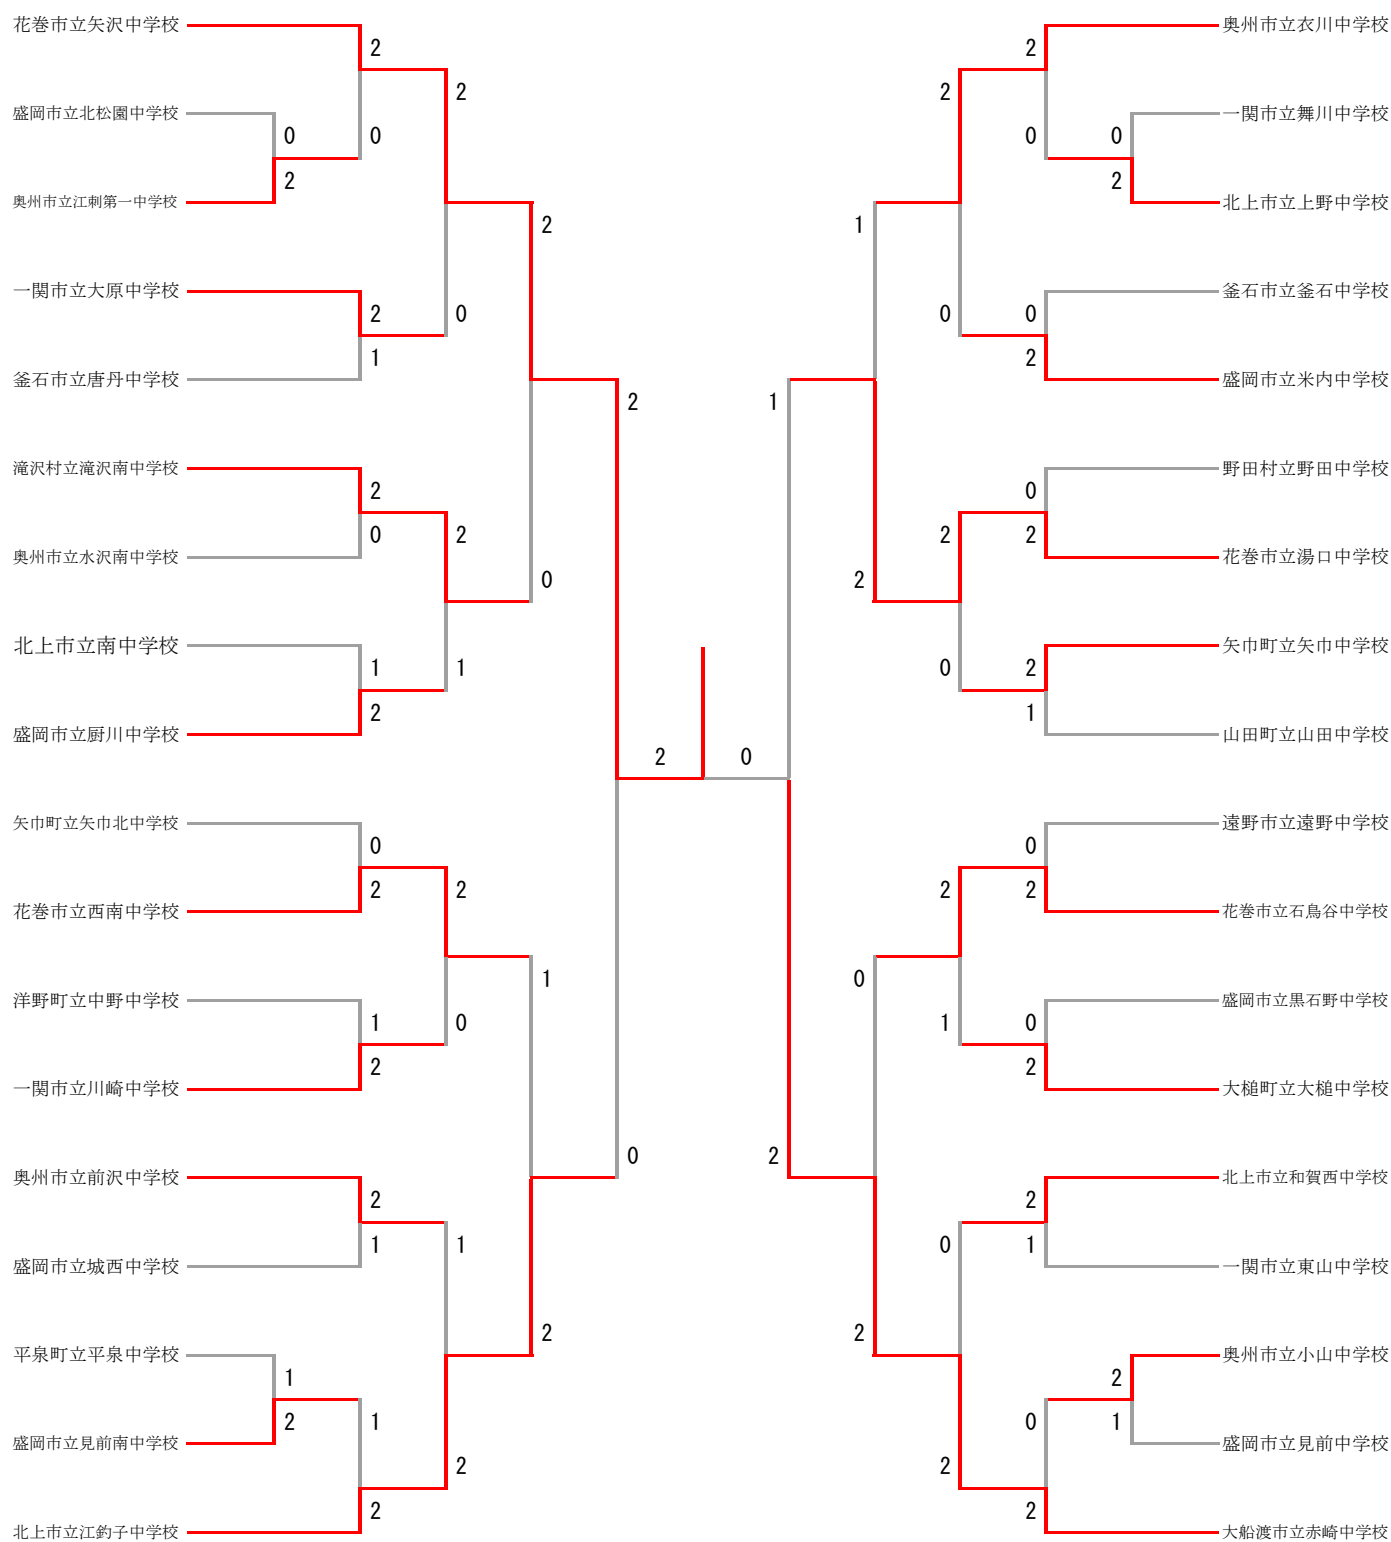 花巻市立矢沢中学校
盛岡市立北松園中学校
奥州市立江刺第一中学校
一関市立大原中学校
釜石市立唐丹中学校
滝沢村立滝沢南中学校
奥州市立水沢南中学校
北上市立南中学校
盛岡市立厨川中学校
矢巾町立矢巾北中学校
花巻市立西南中学校
洋野町立中野中学校
一関市立川崎中学校
奥州市立前沢中学校
盛岡市立城西中学校
平泉町立平泉中学校
盛岡市立見前南中学校
北上市立江釣子中学校
0
2
1
2
2
0
2
1
2
0
1
2
0
2
1
2
2
1
1
2
2
0
2
1
2
0
1
2
2
0
1
2
2
0
2
0
1
2
0
2
1
2
0
2
2
0
2
0
2
1
0
2
2
0
0
2
0
2
2
1
0
2
0
2
2
1
0
2
0
2
2
1
奥州市立衣川中学校
一関市立舞川中学校
北上市立上野中学校
釜石市立釜石中学校
盛岡市立米内中学校
野田村立野田中学校
花巻市立湯口中学校
矢巾町立矢巾中学校
山田町立山田中学校
遠野市立遠野中学校
花巻市立石鳥谷中学校
盛岡市立黒石野中学校
大槌町立大槌中学校
北上市立和賀西中学校
一関市立東山中学校
奥州市立小山中学校
盛岡市立見前中学校
大船渡市立赤崎中学校